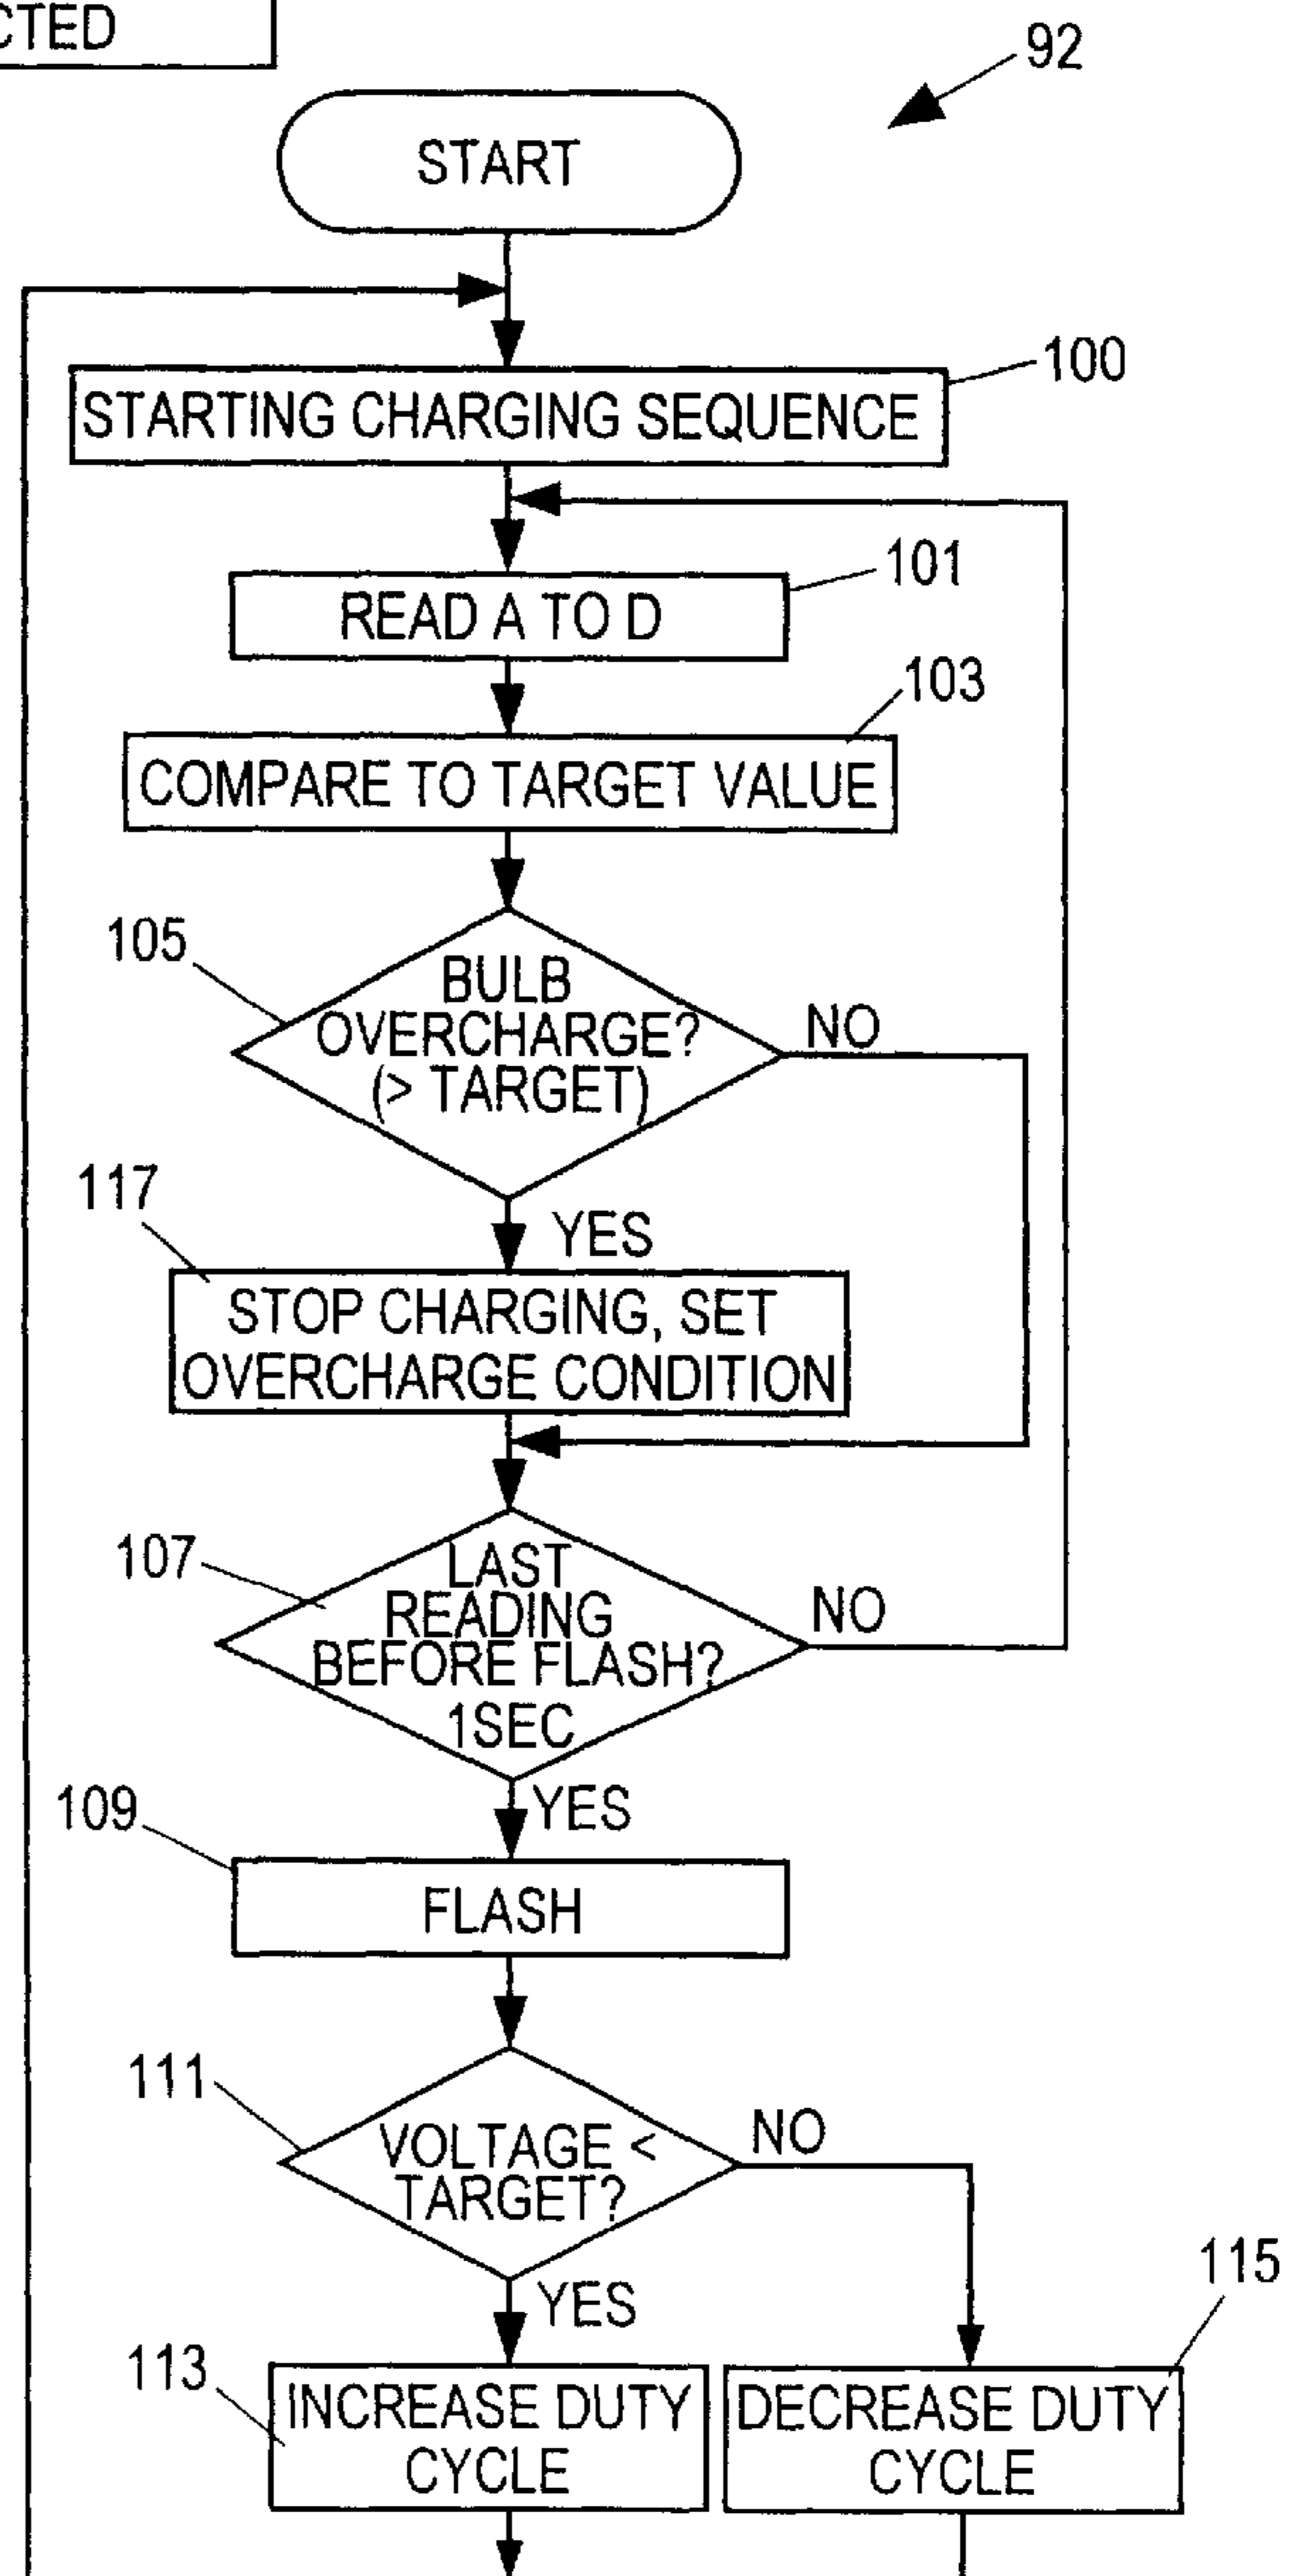 CTED
92
START
100
STARTING CHARGING SEQUENCE
101
READ A TO D
103
COMPARE TO TARGET VALUE
105
BULB
OVERCHARGE?
(> TARGET)
NO
117
YES
STOP CHARGING, SET
OVERCHARGE CONDITION
107
LAST
READING
BEFORE FLASH?
1SEC
NO
YES
109
FLASH
111
VOLTAGE <
TARGET?
NO
YES
115
113
INCREASE DUTY
CYCLE
DECREASE DUTY
CYCLE